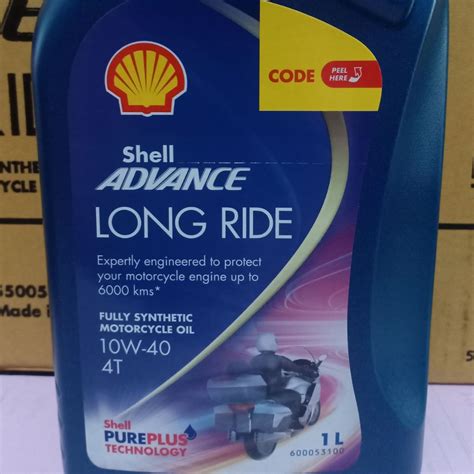 CODE
PEEL
HERE
Shell
ADVANCE
LONG RIDE
Expertly engineered to protect
your motorcycle engine up to
6000 kms*
FULLY SYNTHETIC
MOTORCYCLE OIL
10W-40
4T
Shell
PUREPLUS
TECHNOLOGY
1 L
600053100
Made i